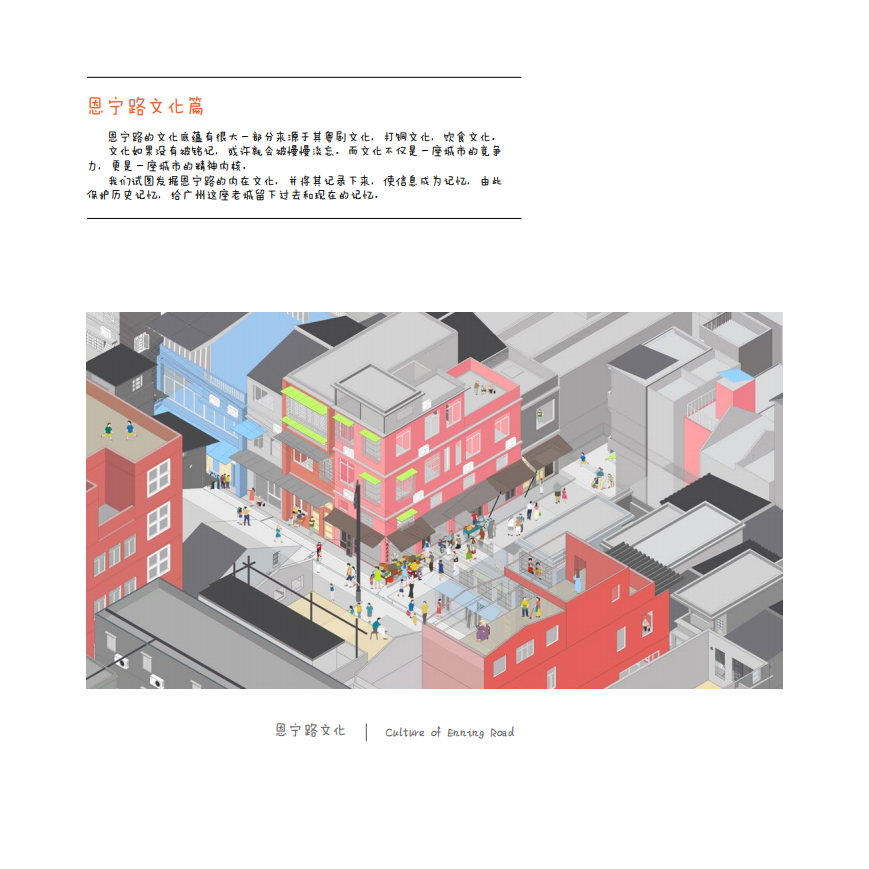 恩宁路文化篇
恩宁路的文化底蕴有很大一部分来源于其粤剧文化，打铜文化，饮食文化。
文化如果没有被铭记，或许就会被慢慢淡忘。而文化不仅是一座城市的竞争
力，更是一座城市的精神内核。
我们试图发掘恩宁路的内在文化，并将其记录下来，使信息成为记忆，由此
保护历史记忆，给广州这座老城留下过去和现在的记忆。
恩宁路文化 | Culture of Enning Road